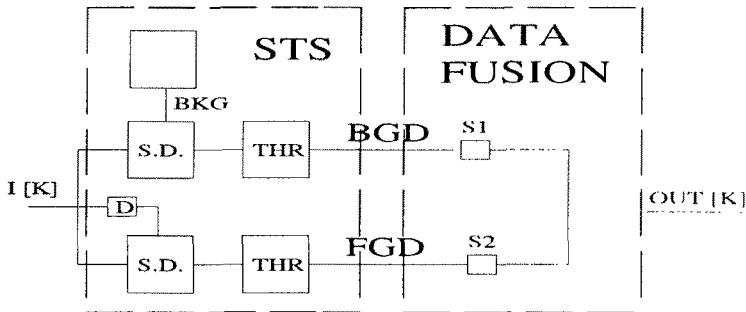 STS
DATA
FUSION
BKG
S.D.
THR
BGD
S1
I [K]
D
OUT [K]
S.D.
THR
FGD
S2